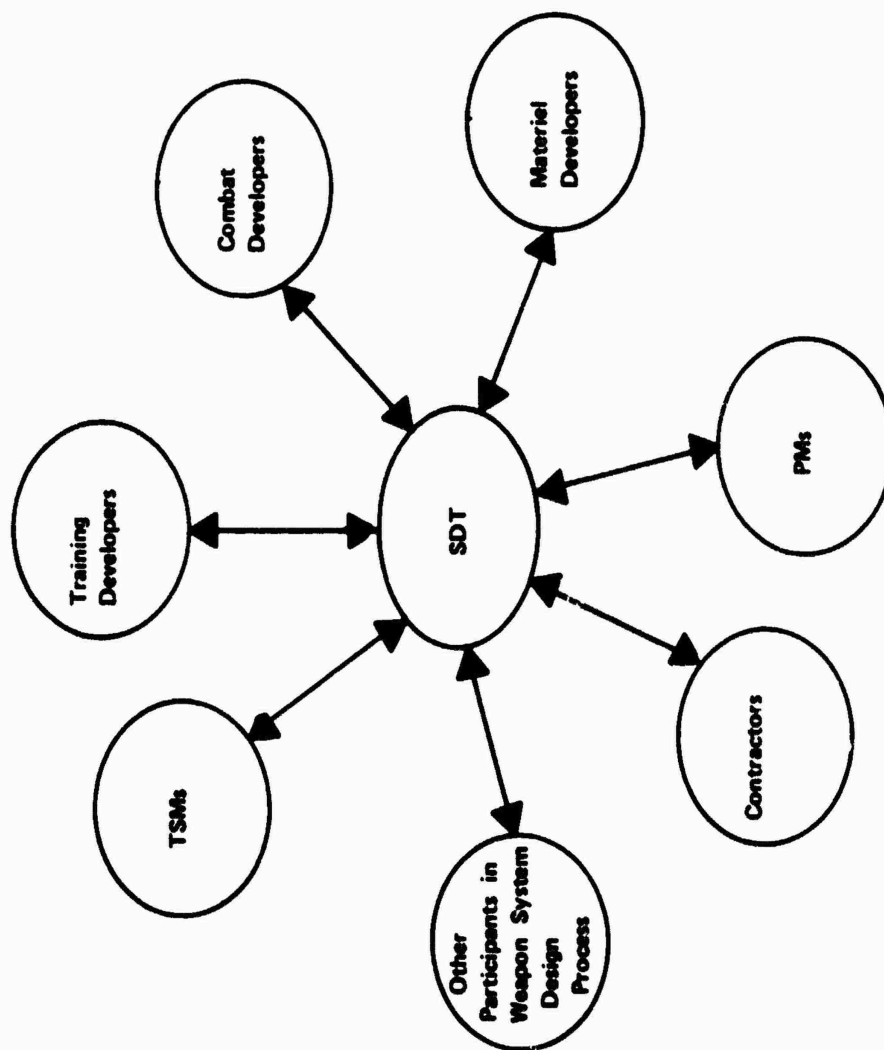 Training
Developers
TSMs
Combat
Developers
Other
Participants in
Weapon System
Design
Process
SDT
Materiel
Developers
Contractors
PMs